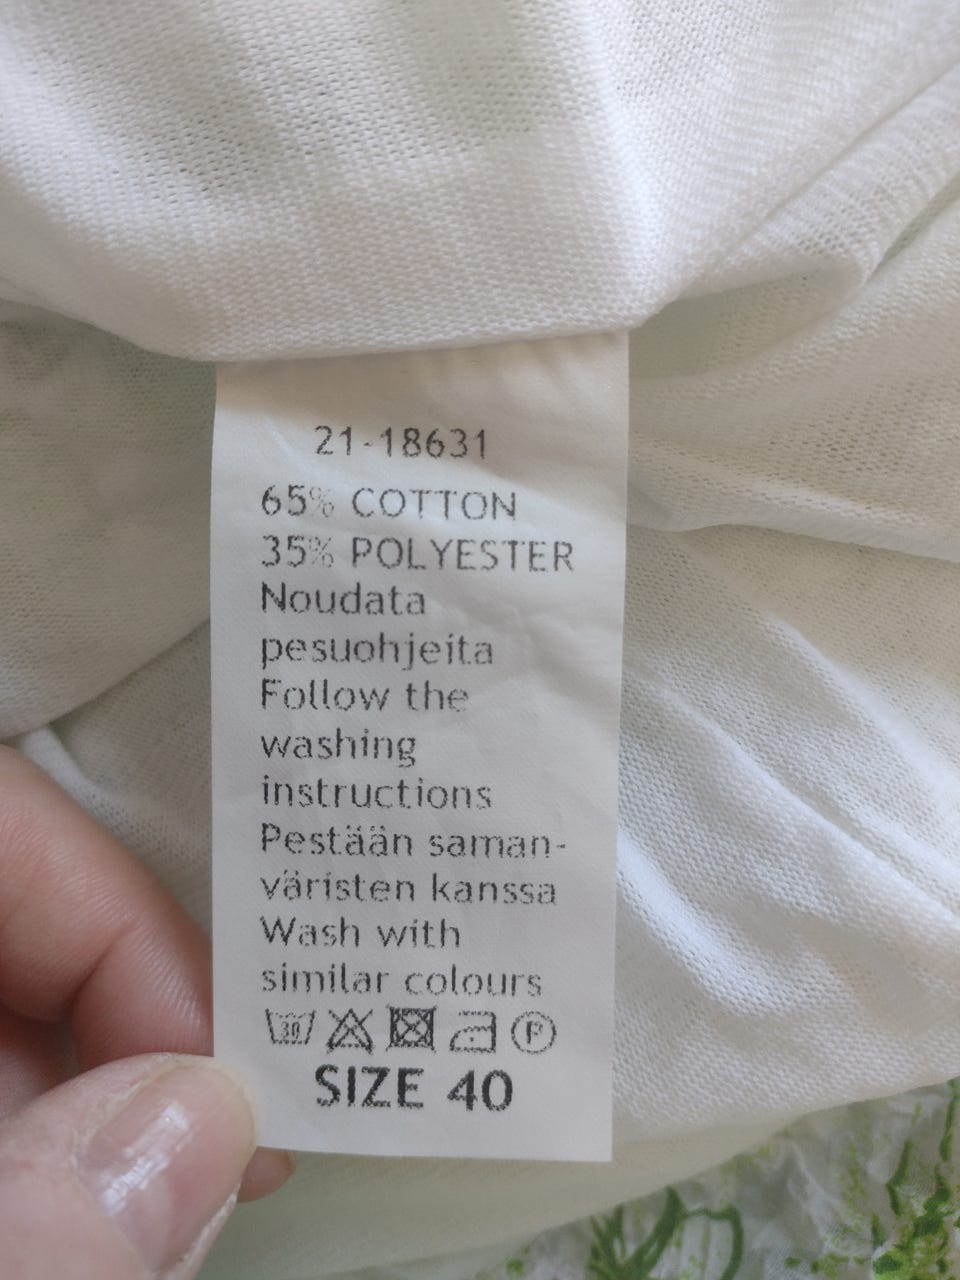 21-18631
65% COTTON
35% POLYESTER
Noudata
pesuohjeita
Follow the
washing
instructions
Pestään saman-
väristen kanssa
Wash with
similar colours
30 P
SIZE 40